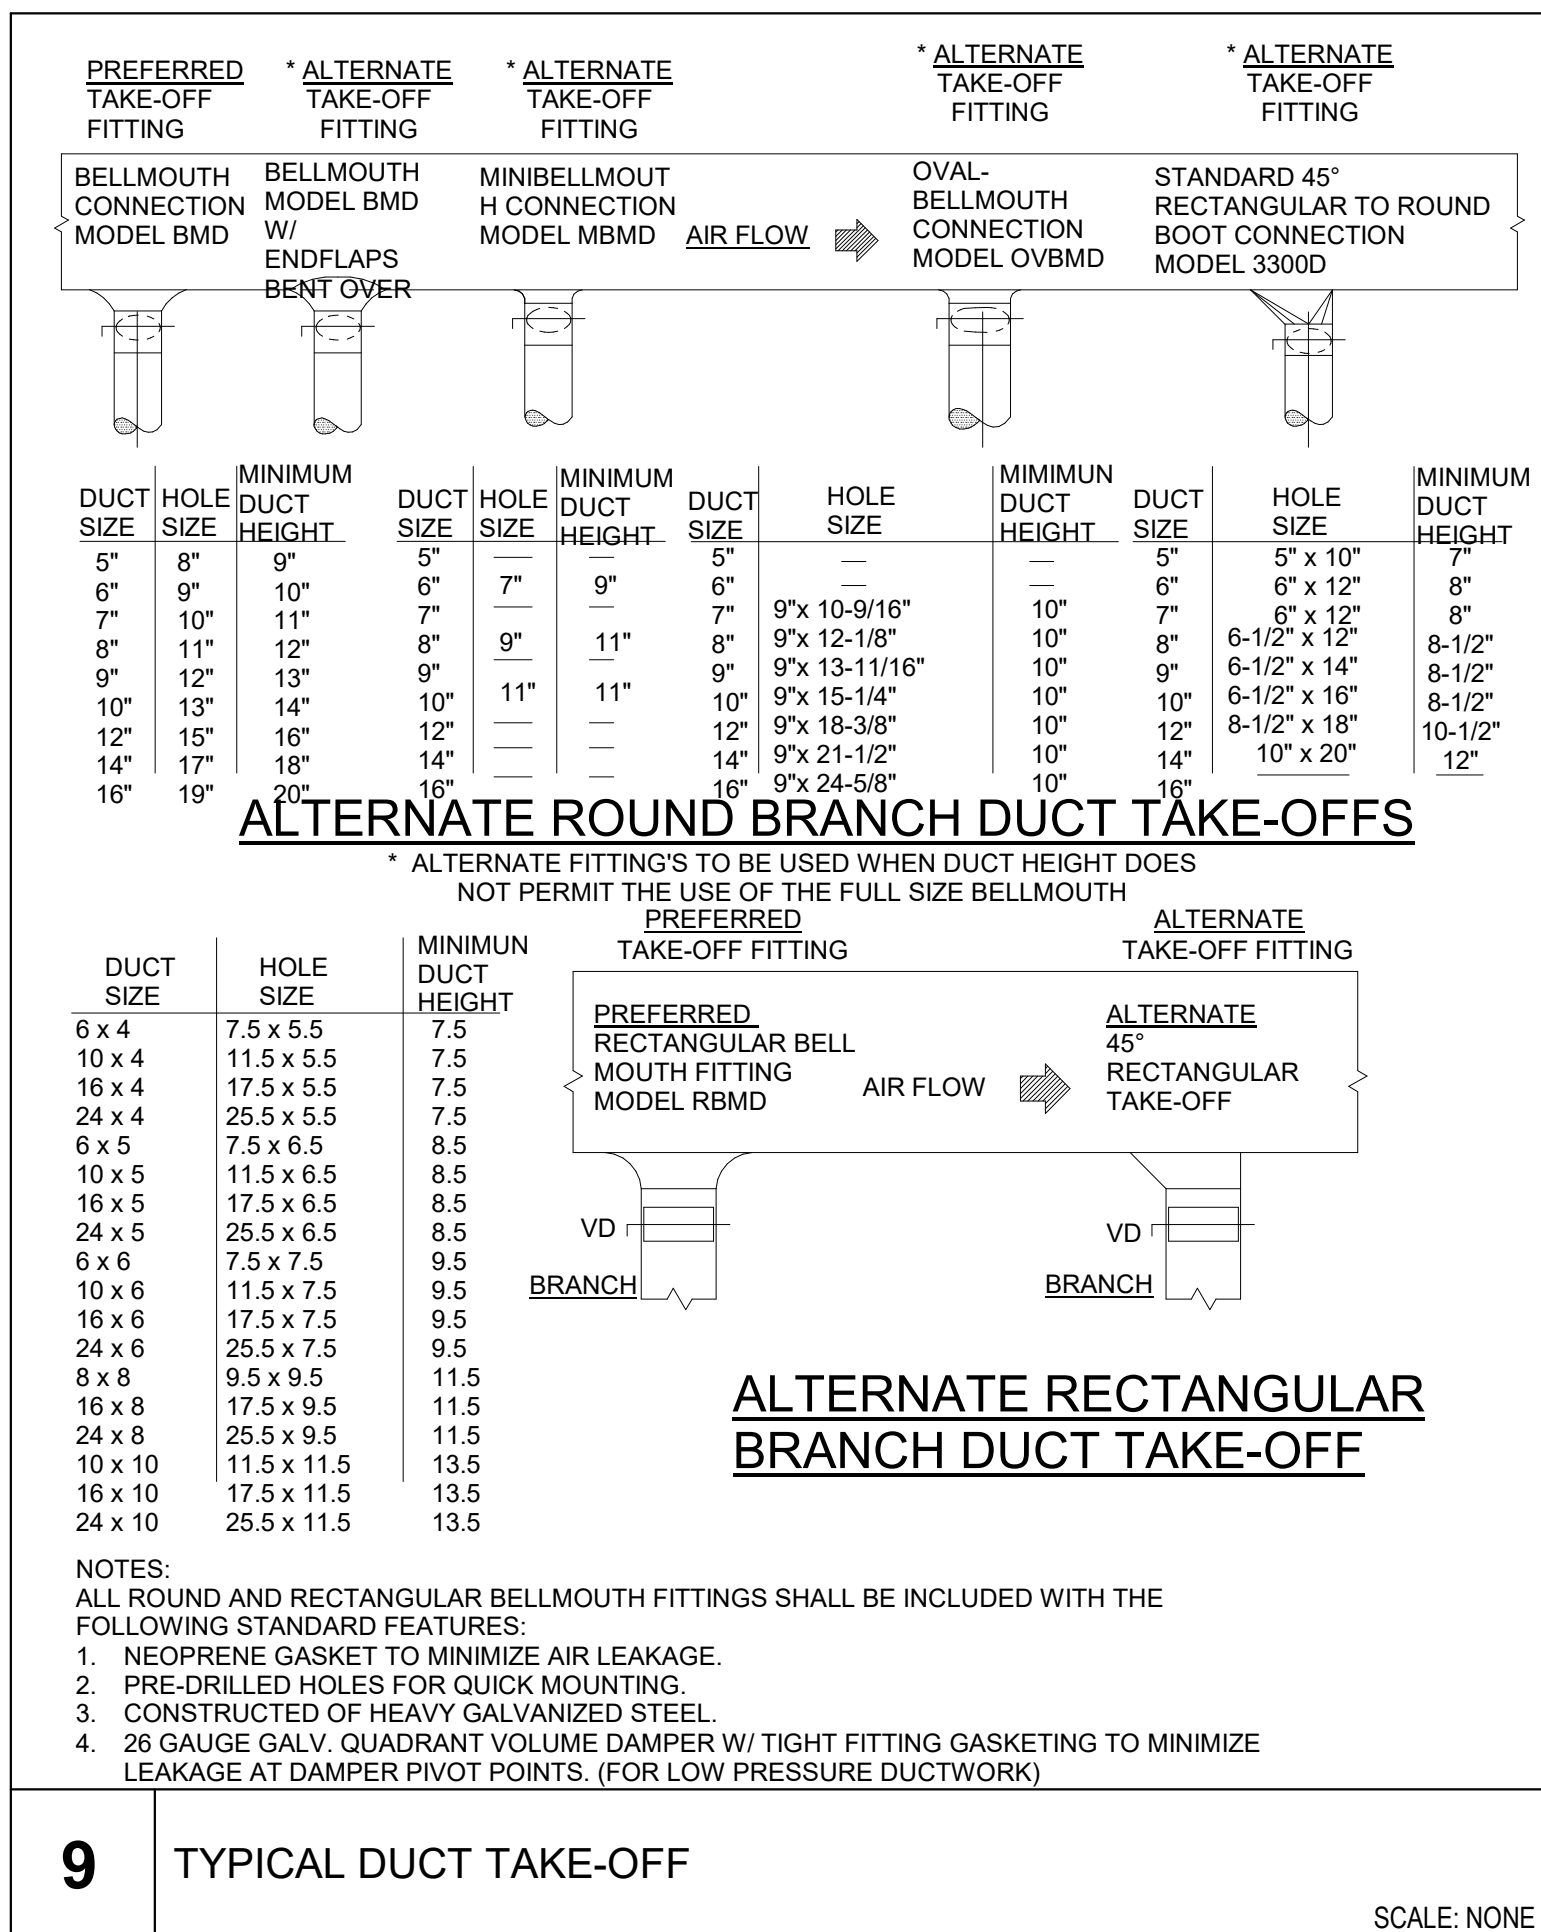 PREFERRED
TAKE-OFF
FITTING
* ALTERNATE
TAKE-OFF
FITTING
* ALTERNATE
TAKE-OFF
FITTING
* ALTERNATE
TAKE-OFF
FITTING
* ALTERNATE
TAKE-OFF
FITTING
BELLMOUTH
CONNECTION
MODEL BMD
BELLMOUTH
MODEL BMD
W/
ENDFLAPS
BENT OVER
MINIBELLMOUT
H CONNECTION
MODEL MBMD
AIR FLOW
OVAL-
BELLMOUTH
CONNECTION
MODEL OVBMD
STANDARD 45°
RECTANGULAR TO ROUND
BOOT CONNECTION
MODEL 3300D
DUCT SIZE HOLE SIZE MINIMUM DUCT HEIGHT
5" 8" 9"
6" 9" 10"
7" 10" 11"
8" 11" 12"
9" 12" 13"
10" 13" 14"
12" 15" 16"
14" 17" 18"
16" 19" 20"
DUCT SIZE HOLE SIZE MINIMUM DUCT HEIGHT
5" — —
6" 7" 9"
7" — —
8" 9" 11"
9" — —
10" 11" 11"
12" — —
14" — —
16" — —
DUCT SIZE HOLE SIZE MIMIMUN DUCT HEIGHT
5" — —
6" — —
7" 9"x 10-9/16" 10"
8" 9"x 12-1/8" 10"
9" 9"x 13-11/16" 10"
10" 9"x 15-1/4" 10"
12" 9"x 18-3/8" 10"
14" 9"x 21-1/2" 10"
16" 9"x 24-5/8" 10"
DUCT SIZE HOLE SIZE MINIMUM DUCT HEIGHT
5" 5" x 10" 7"
6" 6" x 12" 8"
7" 6" x 12" 8"
8" 6-1/2" x 12" 8-1/2"
9" 6-1/2" x 14" 8-1/2"
10" 6-1/2" x 16" 8-1/2"
12" 8-1/2" x 18" 10-1/2"
14" 10" x 20" 12"
16" — —
ALTERNATE ROUND BRANCH DUCT TAKE-OFFS
* ALTERNATE FITTING'S TO BE USED WHEN DUCT HEIGHT DOES
NOT PERMIT THE USE OF THE FULL SIZE BELLMOUTH
DUCT SIZE HOLE SIZE MINIMUN DUCT HEIGHT
6 x 4 7.5 x 5.5 7.5
10 x 4 11.5 x 5.5 7.5
16 x 4 17.5 x 5.5 7.5
24 x 4 25.5 x 5.5 7.5
6 x 5 7.5 x 6.5 8.5
10 x 5 11.5 x 6.5 8.5
16 x 5 17.5 x 6.5 8.5
24 x 5 25.5 x 6.5 8.5
6 x 6 7.5 x 7.5 9.5
10 x 6 11.5 x 7.5 9.5
16 x 6 17.5 x 7.5 9.5
24 x 6 25.5 x 7.5 9.5
8 x 8 9.5 x 9.5 11.5
16 x 8 17.5 x 9.5 11.5
24 x 8 25.5 x 9.5 11.5
10 x 10 11.5 x 11.5 13.5
16 x 10 17.5 x 11.5 13.5
24 x 10 25.5 x 11.5 13.5
PREFERRED
TAKE-OFF FITTING
ALTERNATE
TAKE-OFF FITTING
PREFERRED
RECTANGULAR BELL
MOUTH FITTING
MODEL RBMD
AIR FLOW
ALTERNATE
45°
RECTANGULAR
TAKE-OFF
VD
BRANCH
VD
BRANCH
ALTERNATE RECTANGULAR
BRANCH DUCT TAKE-OFF
NOTES:
ALL ROUND AND RECTANGULAR BELLMOUTH FITTINGS SHALL BE INCLUDED WITH THE
FOLLOWING STANDARD FEATURES:
1. NEOPRENE GASKET TO MINIMIZE AIR LEAKAGE.
2. PRE-DRILLED HOLES FOR QUICK MOUNTING.
3. CONSTRUCTED OF HEAVY GALVANIZED STEEL.
4. 26 GAUGE GALV. QUADRANT VOLUME DAMPER W/ TIGHT FITTING GASKETING TO MINIMIZE
LEAKAGE AT DAMPER PIVOT POINTS. (FOR LOW PRESSURE DUCTWORK)
9
TYPICAL DUCT TAKE-OFF
SCALE: NONE